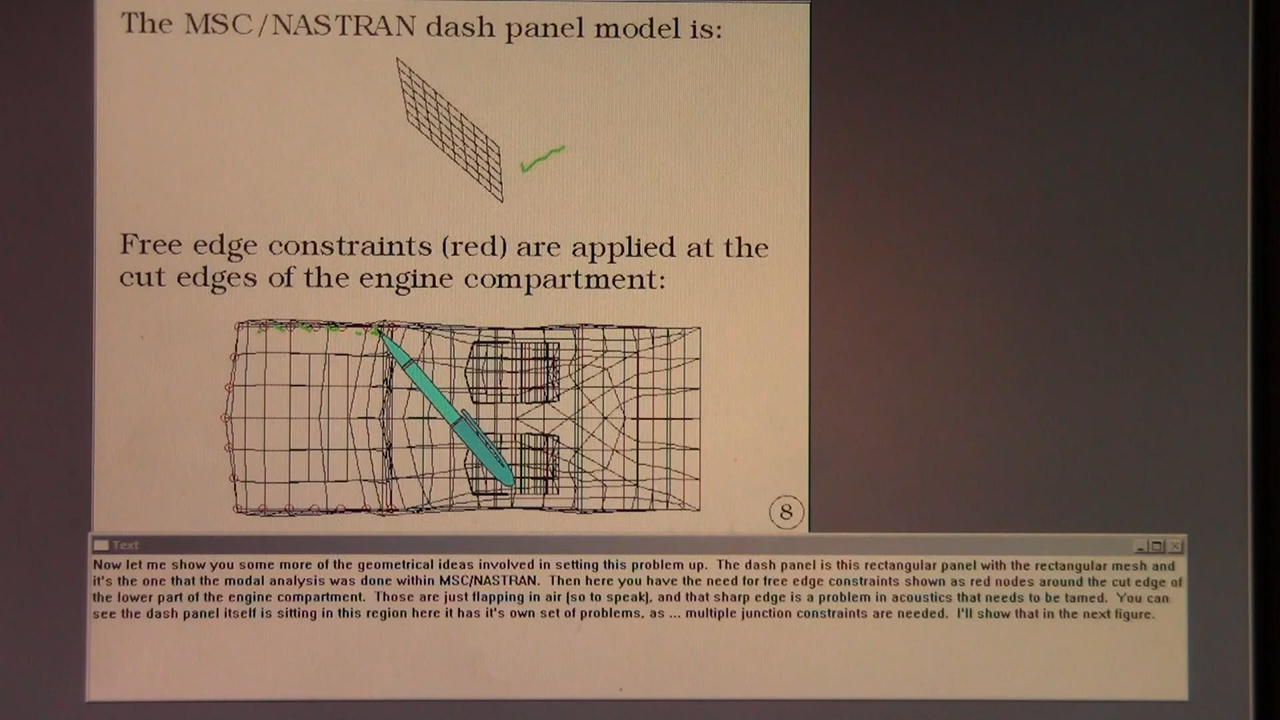 The MSC/NASTRAN dash panel model is:
Free edge constraints (red) are applied at the
cut edges of the engine compartment:
8
Text
Now let me show you some more of the geometrical ideas involved in setting this problem up.  The dash panel is this rectangular panel with the rectangular mesh and
it's the one that the modal analysis was done within MSC/NASTRAN.  Then here you have the need for free edge constraints shown as red nodes around the cut edge of
the lower part of the engine compartment.  Those are just flapping in air (so to speak), and that sharp edge is a problem in acoustics that needs to be tamed.  You can
see the dash panel itself is sitting in this region here it has it's own set of problems, as ... multiple junction constraints are needed.  I'll show that in the next figure.